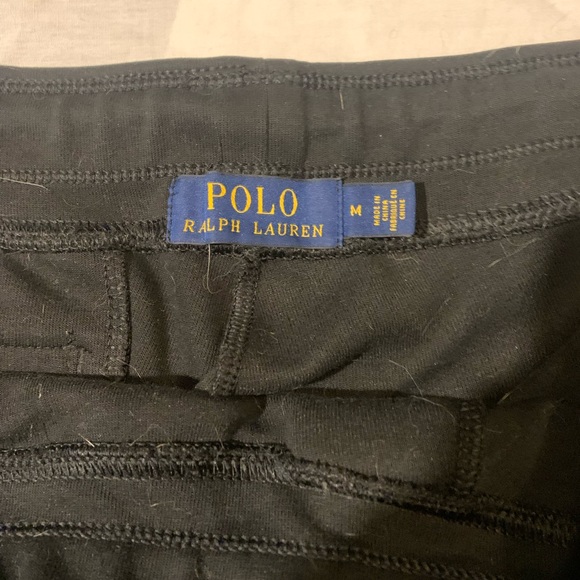 POLO
RALPH LAUREN
M
MADE IN
CHINA
FABRIQUÉ EN
CHINE